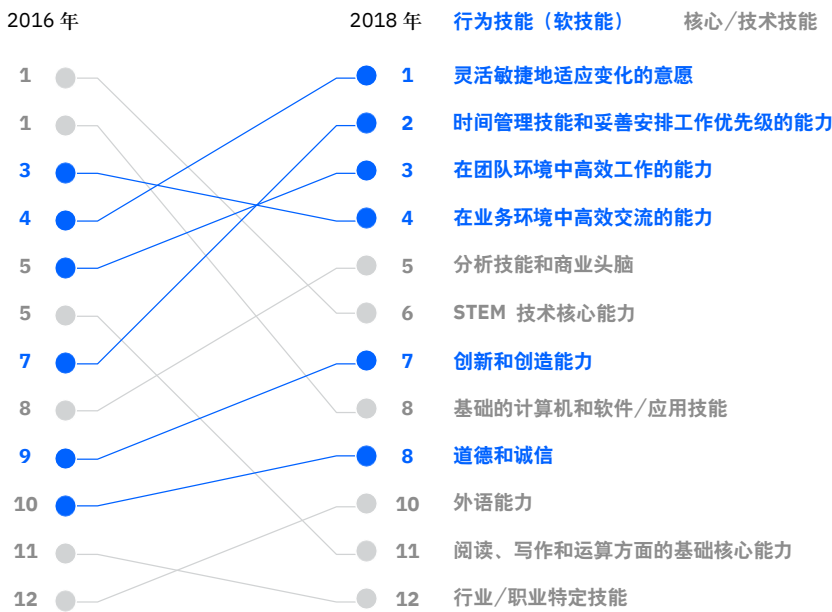 2016 年 2018 年 行为技能（软技能） 核心/技术技能
1 1 灵活敏捷地适应变化的意愿
1 2 时间管理技能和妥善安排工作优先级的能力
3 3 在团队环境中高效工作的能力
4 4 在业务环境中高效交流的能力
5 5 分析技能和商业头脑
5 6 STEM 技术核心能力
7 7 创新和创造能力
8 8 基础的计算机和软件/应用技能
9 8 道德和诚信
10 10 外语能力
11 11 阅读、写作和运算方面的基础核心能力
12 12 行业/职业特定技能